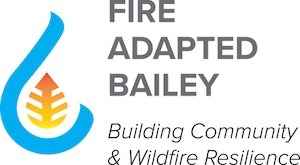 FIRE
ADAPTED
BAILEY
Building Community
& Wildfire Resilience